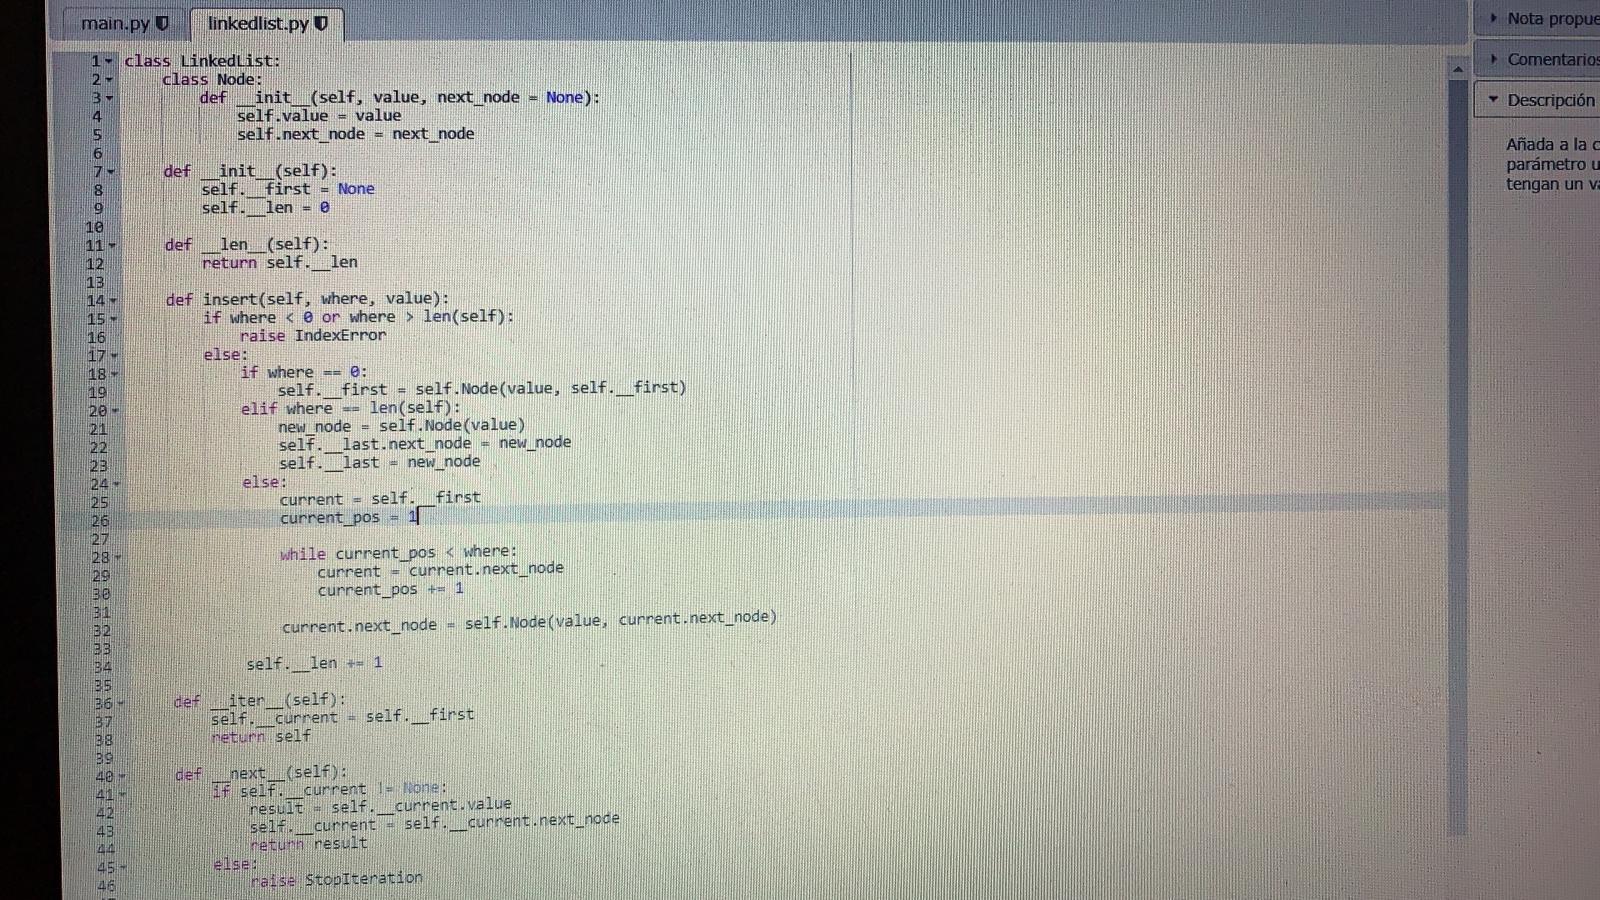 main.py
linkedlist.py
Nota propue
Comentarios
Descripción
Añada a la c
parámetro u
tengan un va
1 class LinkedList:
2 class Node:
3 def __init__(self, value, next_node = None):
4 self.value = value
5 self.next_node = next_node
6
7 def __init__(self):
8 self.__first = None
9 self.__len = 0
10
11 def __len__(self):
12 return self.__len
13
14 def insert(self, where, value):
15 if where < 0 or where > len(self):
16 raise IndexError
17 else:
18 if where == 0:
19 self.__first = self.Node(value, self.__first)
20 elif where == len(self):
21 new_node = self.Node(value)
22 self.__last.next_node = new_node
23 self.__last = new_node
24 else:
25 current = self.__first
26 current_pos = 1
27
28 while current_pos < where:
29 current = current.next_node
30 current_pos += 1
31
32 current.next_node = self.Node(value, current.next_node)
33
34 self.__len += 1
35
36 def __iter__(self):
37 self.__current = self.__first
38 return self
39
40 def __next__(self):
41 if self.__current != None:
42 result = self.__current.value
43 self.__current = self.__current.next_node
44 return result
45 else:
46 raise StopIteration